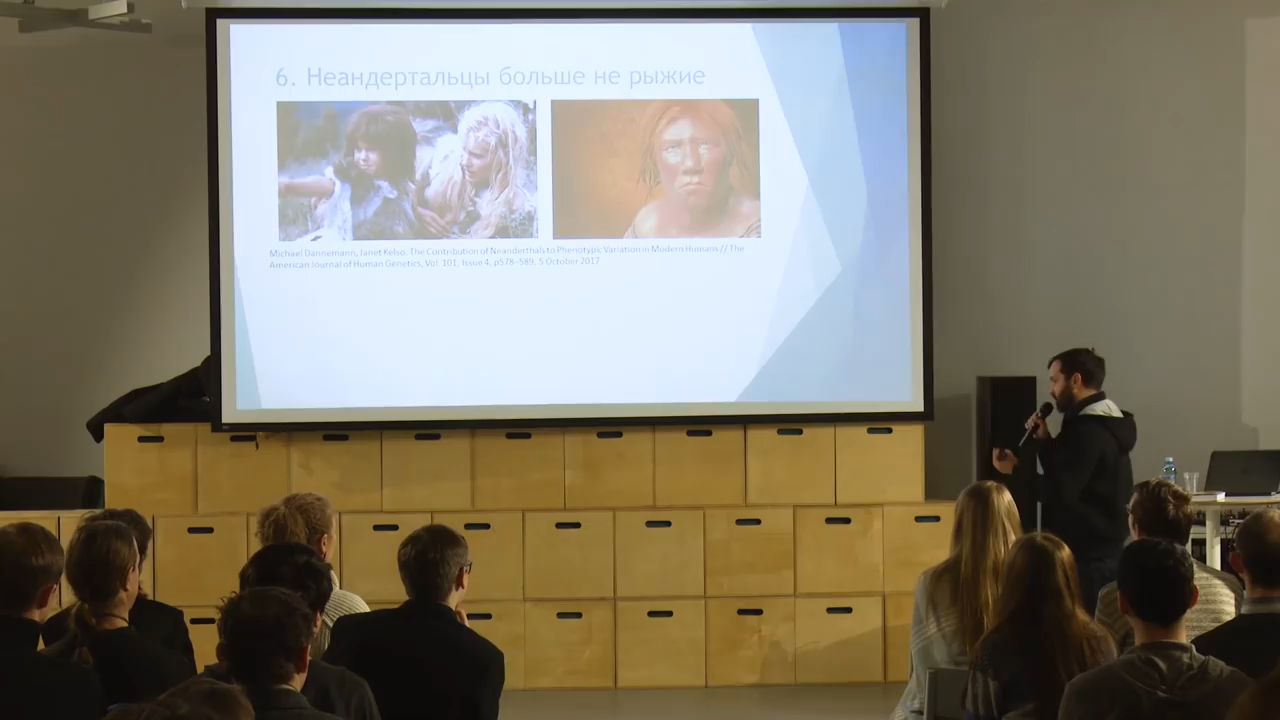 6. Неандертальцы больше не рыжие
Michael Dannemann, Janet Kelso. The Contribution of Neanderthals to Phenotypic Variation in Modern Humans // The
American Journal of Human Genetics, Vol. 101, Issue 4, p578–589, 5 October 2017